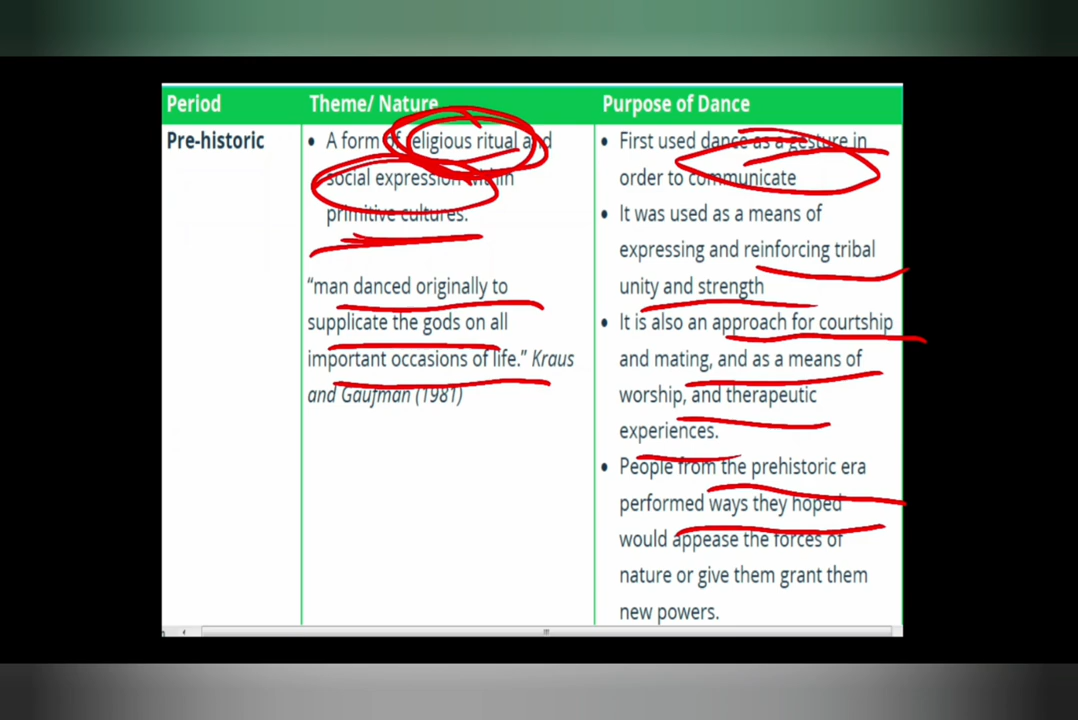 Period Theme/ Nature Purpose of Dance
Pre-historic
• A form of religious ritual and
social expression within
primitive cultures.
“man danced originally to
supplicate the gods on all
important occasions of life.” Kraus
and Gaufman (1981)
• First used dance as a gesture in
order to communicate
• It was used as a means of
expressing and reinforcing tribal
unity and strength
• It is also an approach for courtship
and mating, and as a means of
worship, and therapeutic
experiences.
• People from the prehistoric era
performed ways they hoped
would appease the forces of
nature or give them grant them
new powers.